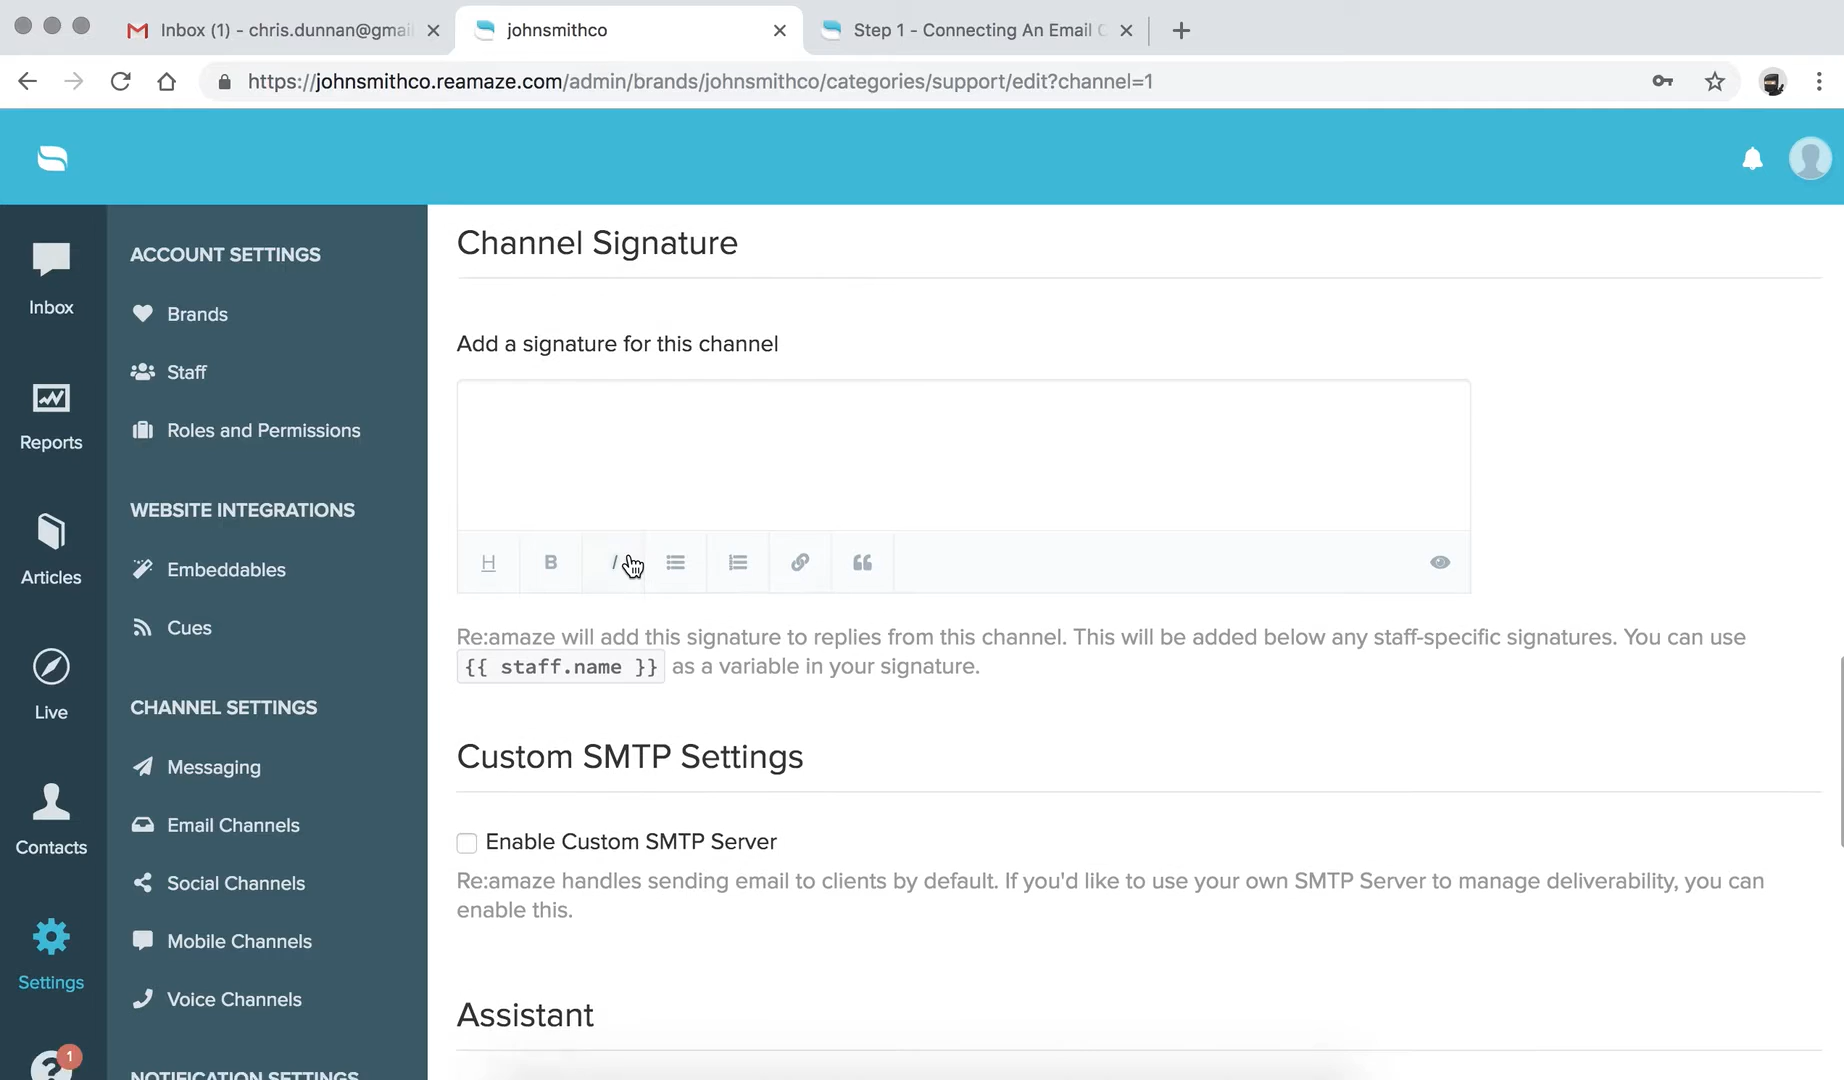 Inbox (1) - chris.dunnan@gmai
johnsmithco
Step 1 - Connecting An Email C
https://johnsmithco.reamaze.com/admin/brands/johnsmithco/categories/support/edit?channel=1
Inbox
Reports
Articles
Live
Contacts
Settings
1
ACCOUNT SETTINGS
Brands
Staff
Roles and Permissions
WEBSITE INTEGRATIONS
Embeddables
Cues
CHANNEL SETTINGS
Messaging
Email Channels
Social Channels
Mobile Channels
Voice Channels
NOTIFICATION SETTINGS
Channel Signature
Add a signature for this channel
H B I
Re:amaze will add this signature to replies from this channel. This will be added below any staff-specific signatures. You can use
{{ staff.name }} as a variable in your signature.
Custom SMTP Settings
Enable Custom SMTP Server
Re:amaze handles sending email to clients by default. If you'd like to use your own SMTP Server to manage deliverability, you can
enable this.
Assistant